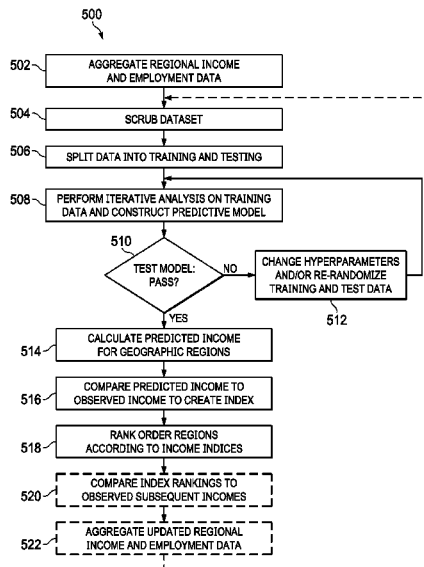 500
502
AGGREGATE REGIONAL INCOME
AND EMPLOYMENT DATA
504
SCRUB DATASET
506
SPLIT DATA INTO TRAINING AND TESTING
508
PERFORM ITERATIVE ANALYSIS ON TRAINING
DATA AND CONSTRUCT PREDICTIVE MODEL
510
TEST MODEL:
PASS?
NO
CHANGE HYPERPARAMETERS
AND/OR RE-RANDOMIZE
TRAINING AND TEST DATA
512
YES
514
CALCULATE PREDICTED INCOME
FOR GEOGRAPHIC REGIONS
516
COMPARE PREDICTED INCOME TO
OBSERVED INCOME TO CREATE INDEX
518
RANK ORDER REGIONS
ACCORDING TO INCOME INDICES
520
COMPARE INDEX RANKINGS TO
OBSERVED SUBSEQUENT INCOMES
522
AGGREGATE UPDATED REGIONAL
INCOME AND EMPLOYMENT DATA